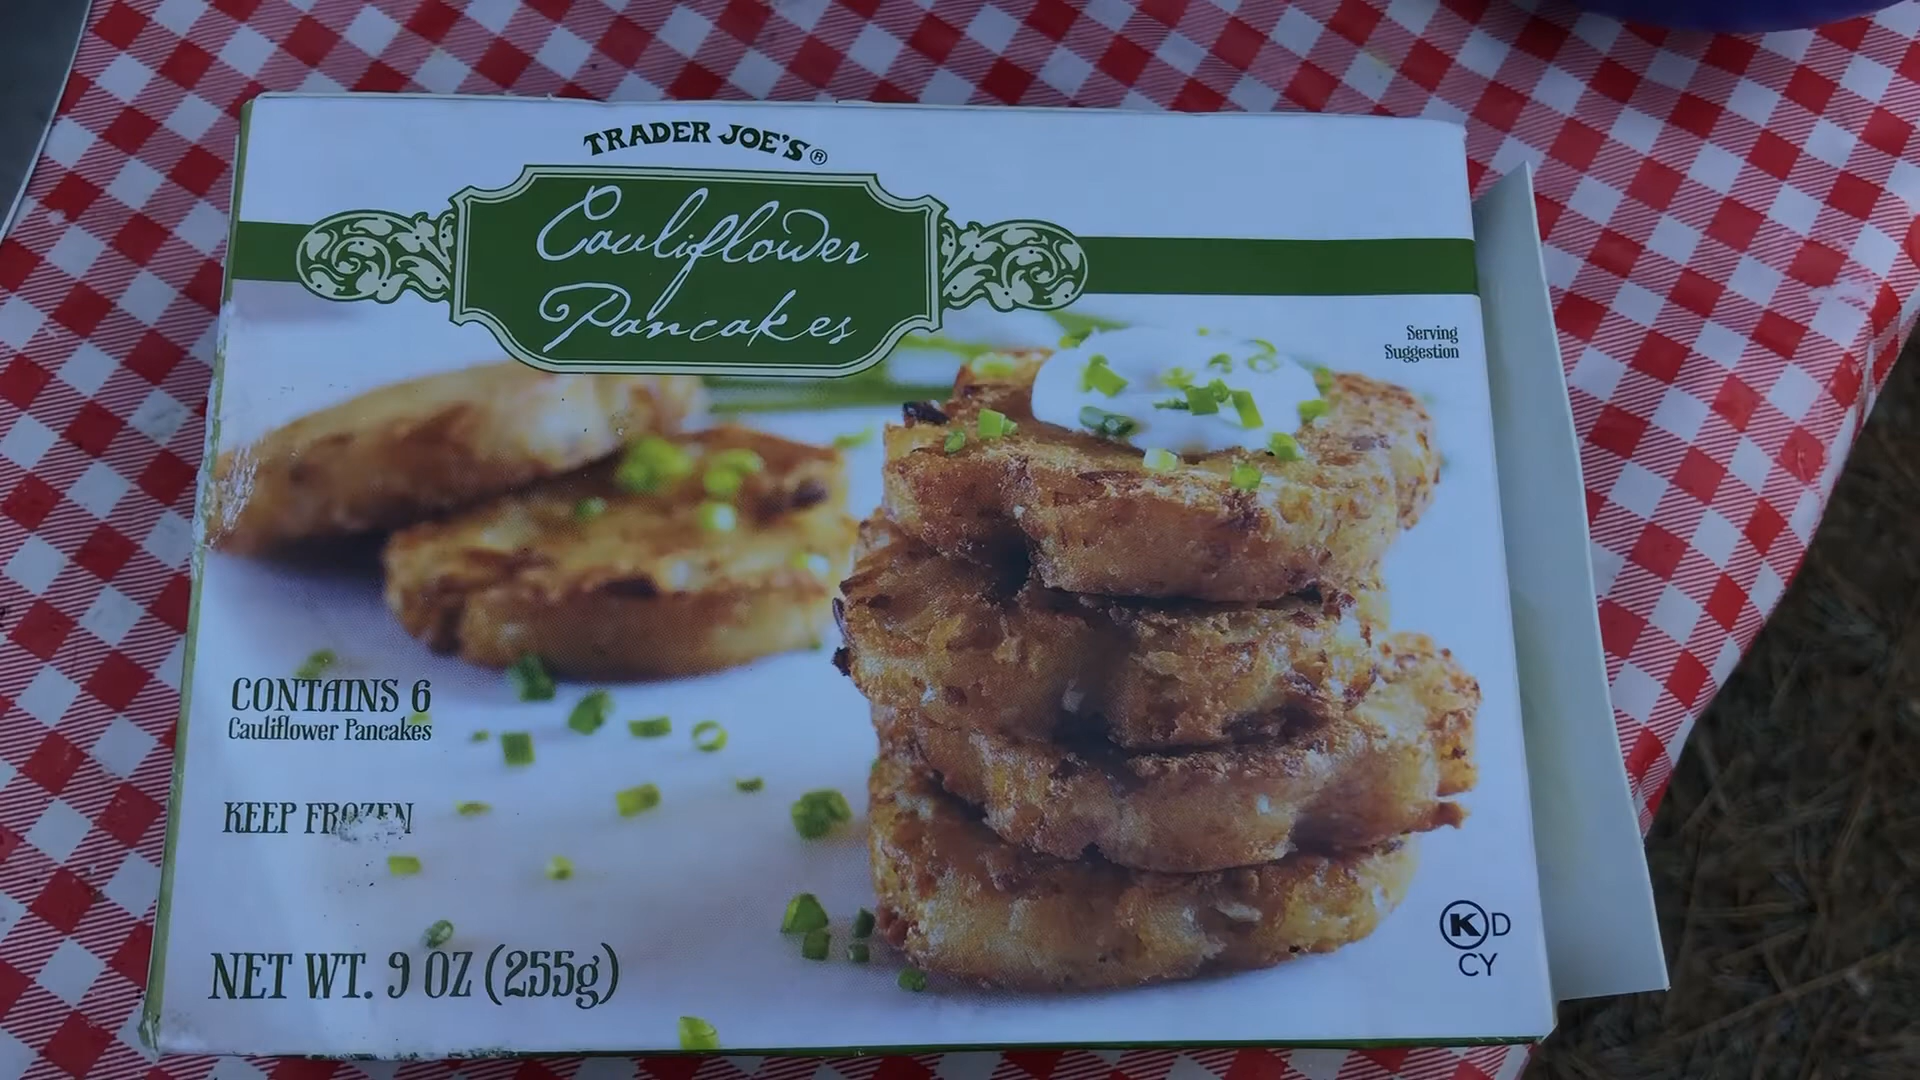 TRADER JOE'S®
Cauliflower
Pancakes
Serving
Suggestion
CONTAINS 6
Cauliflower Pancakes
KEEP FROZEN
NET WT. 9 OZ (255g)
K D
CY